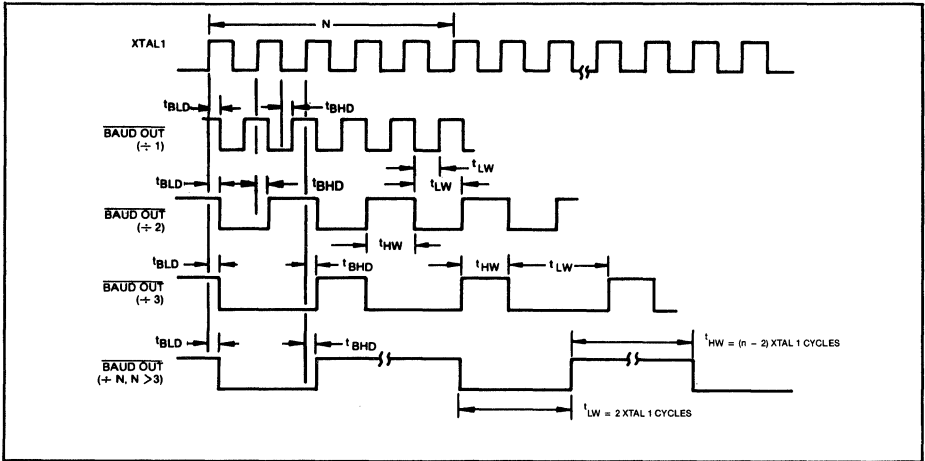 N
XTAL1
tBLD
tBHD
BAUD OUT
(÷ 1)
tLW
tBLD
tBHD
tLW
BAUD OUT
(÷ 2)
tHW
tBLD
tBHD
tHW
tLW
BAUD OUT
(÷ 3)
tBLD
tBHD
tHW = (n − 2) XTAL 1 CYCLES
BAUD OUT
(÷ N, N >3)
tLW = 2 XTAL 1 CYCLES